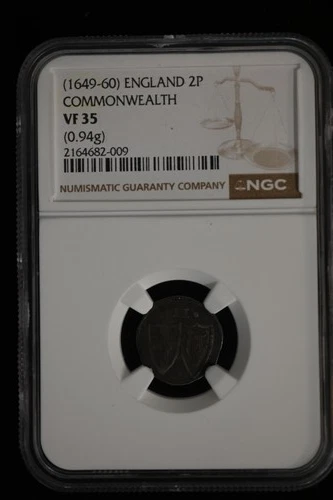 (1649-60) ENGLAND 2P
COMMONWEALTH
VF 35
(0.94g)
2164682-009
NUMISMATIC GUARANTY COMPANY NGC